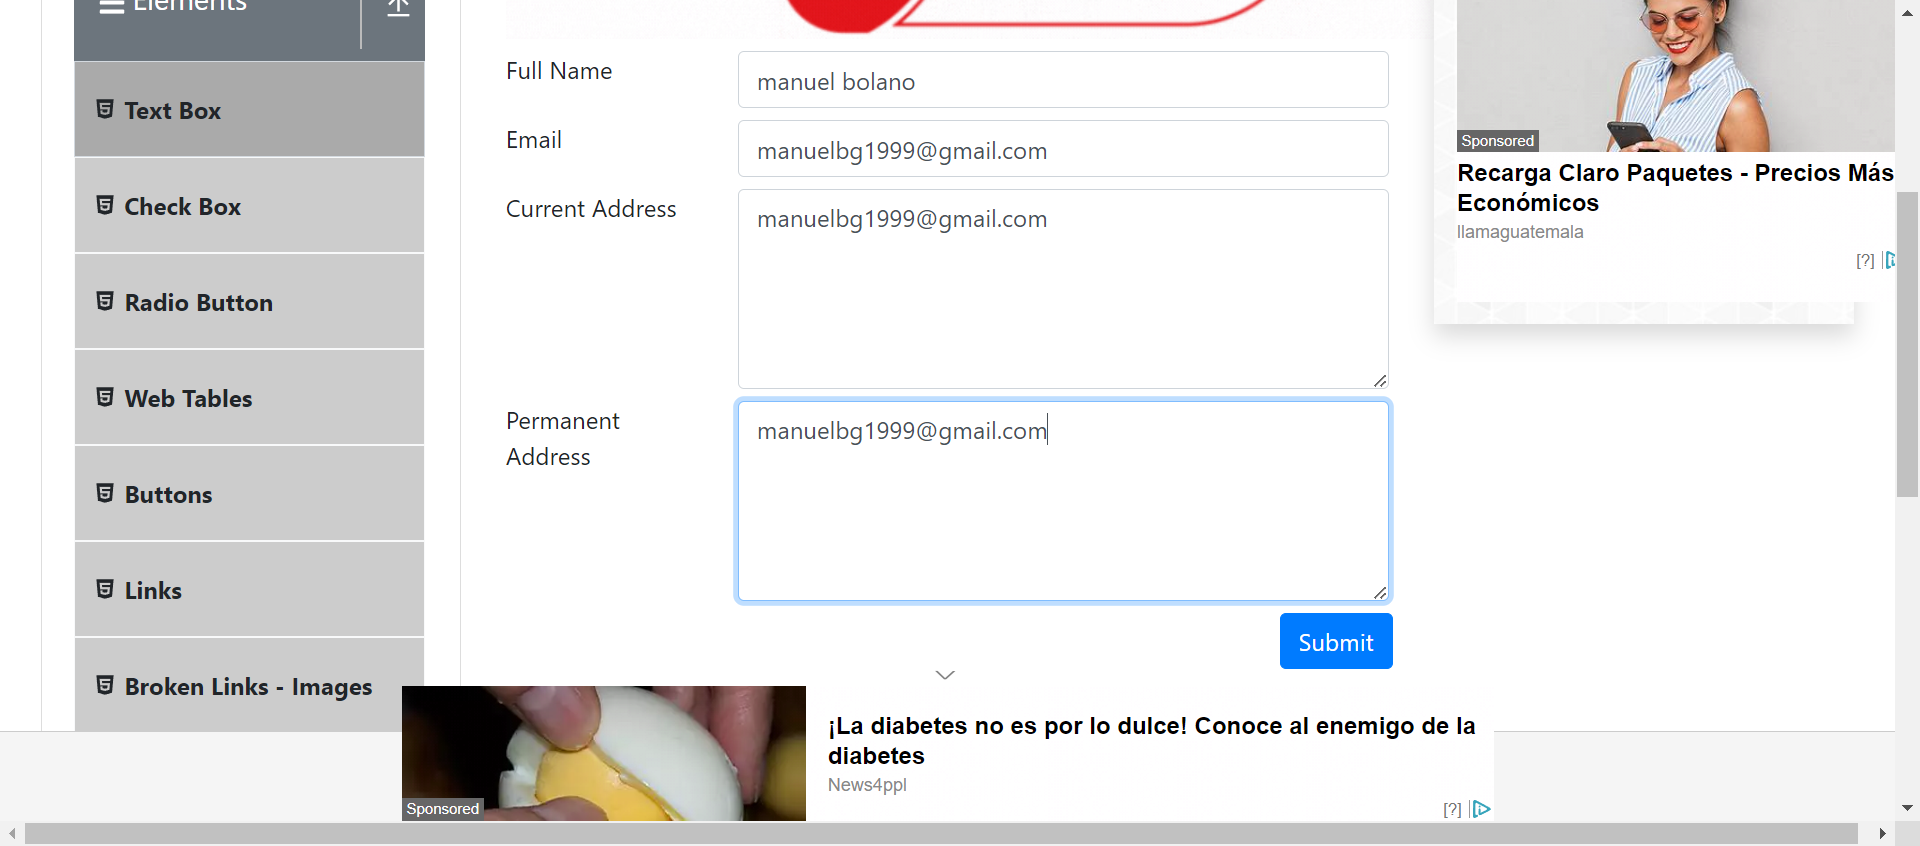 Elements
Text Box
Check Box
Radio Button
Web Tables
Buttons
Links
Broken Links - Images
Full Name
manuel bolano
Email
manuelbg1999@gmail.com
Current Address
manuelbg1999@gmail.com
Permanent
Address
manuelbg1999@gmail.com
Submit
Sponsored
Recarga Claro Paquetes - Precios Más
Económicos
llamaguatemala
[?]
Sponsored
¡La diabetes no es por lo dulce! Conoce al enemigo de la
diabetes
News4ppl
[?]